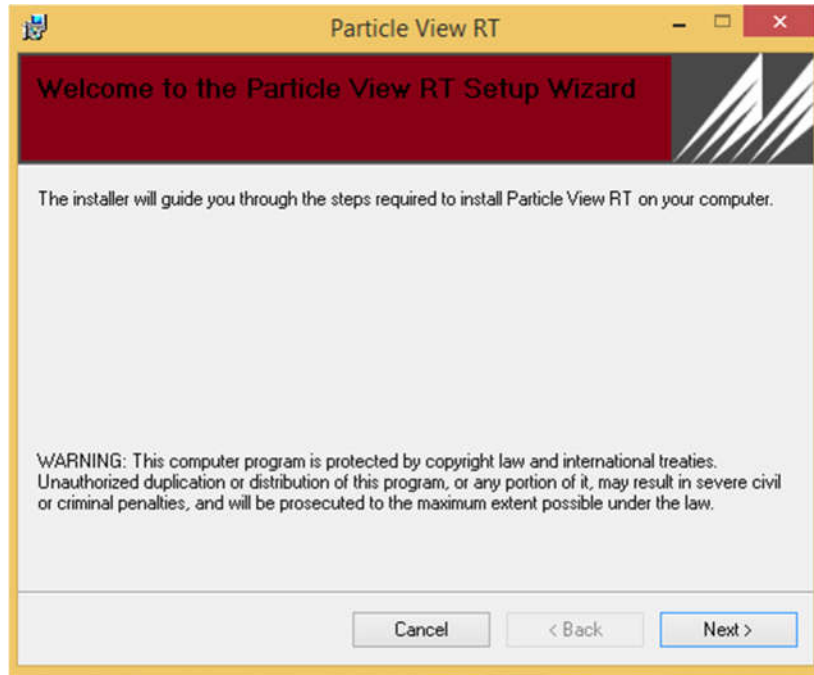 Particle View RT
Welcome to the Particle View RT Setup Wizard
The installer will guide you through the steps required to install Particle View RT on your computer.
WARNING: This computer program is protected by copyright law and international treaties.
Unauthorized duplication or distribution of this program, or any portion of it, may result in severe civil
or criminal penalties, and will be prosecuted to the maximum extent possible under the law.
Cancel
< Back
Next >